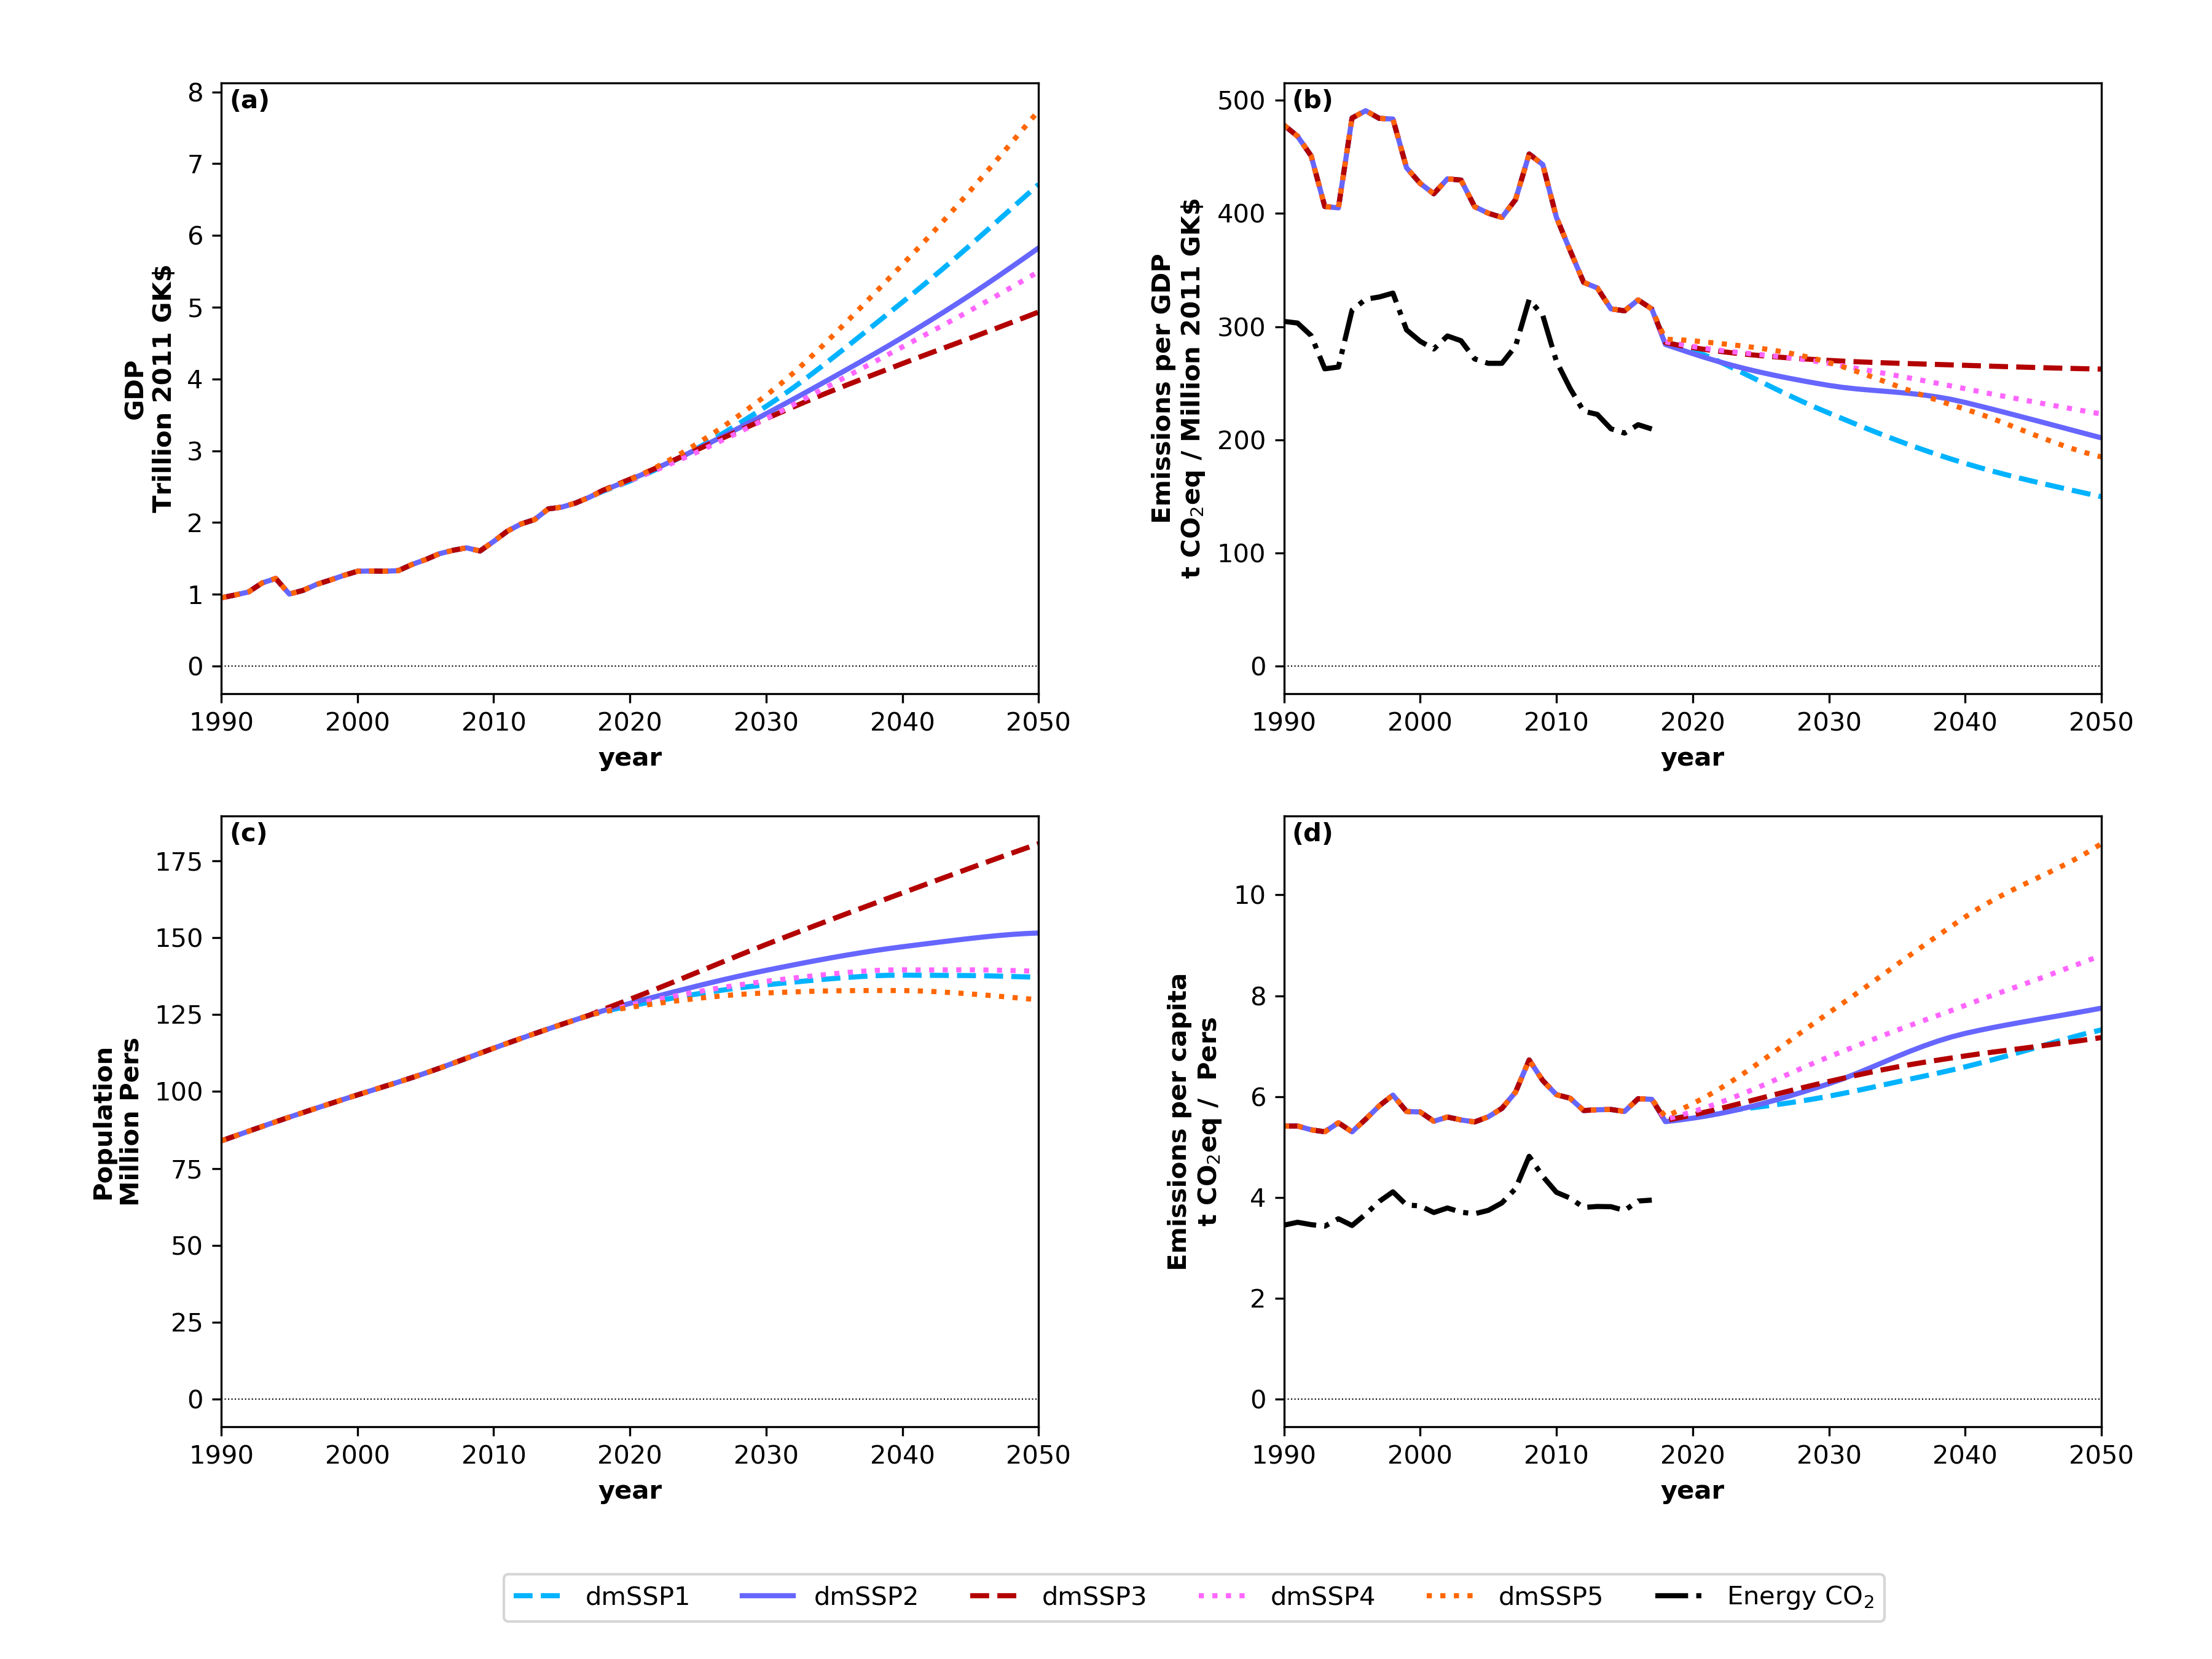 (a)
GDP
Trillion 2011 GK$
8
7
6
5
4
3
2
1
0
1990 2000 2010 2020 2030 2040 2050
year
(b)
Emissions per GDP
t CO₂eq / Million 2011 GK$
500
400
300
200
100
0
1990 2000 2010 2020 2030 2040 2050
year
(c)
Population
Million Pers
175
150
125
100
75
50
25
0
1990 2000 2010 2020 2030 2040 2050
year
(d)
Emissions per capita
t CO₂eq / Pers
10
8
6
4
2
0
1990 2000 2010 2020 2030 2040 2050
year
dmSSP1 dmSSP2 dmSSP3 dmSSP4 dmSSP5 Energy CO₂